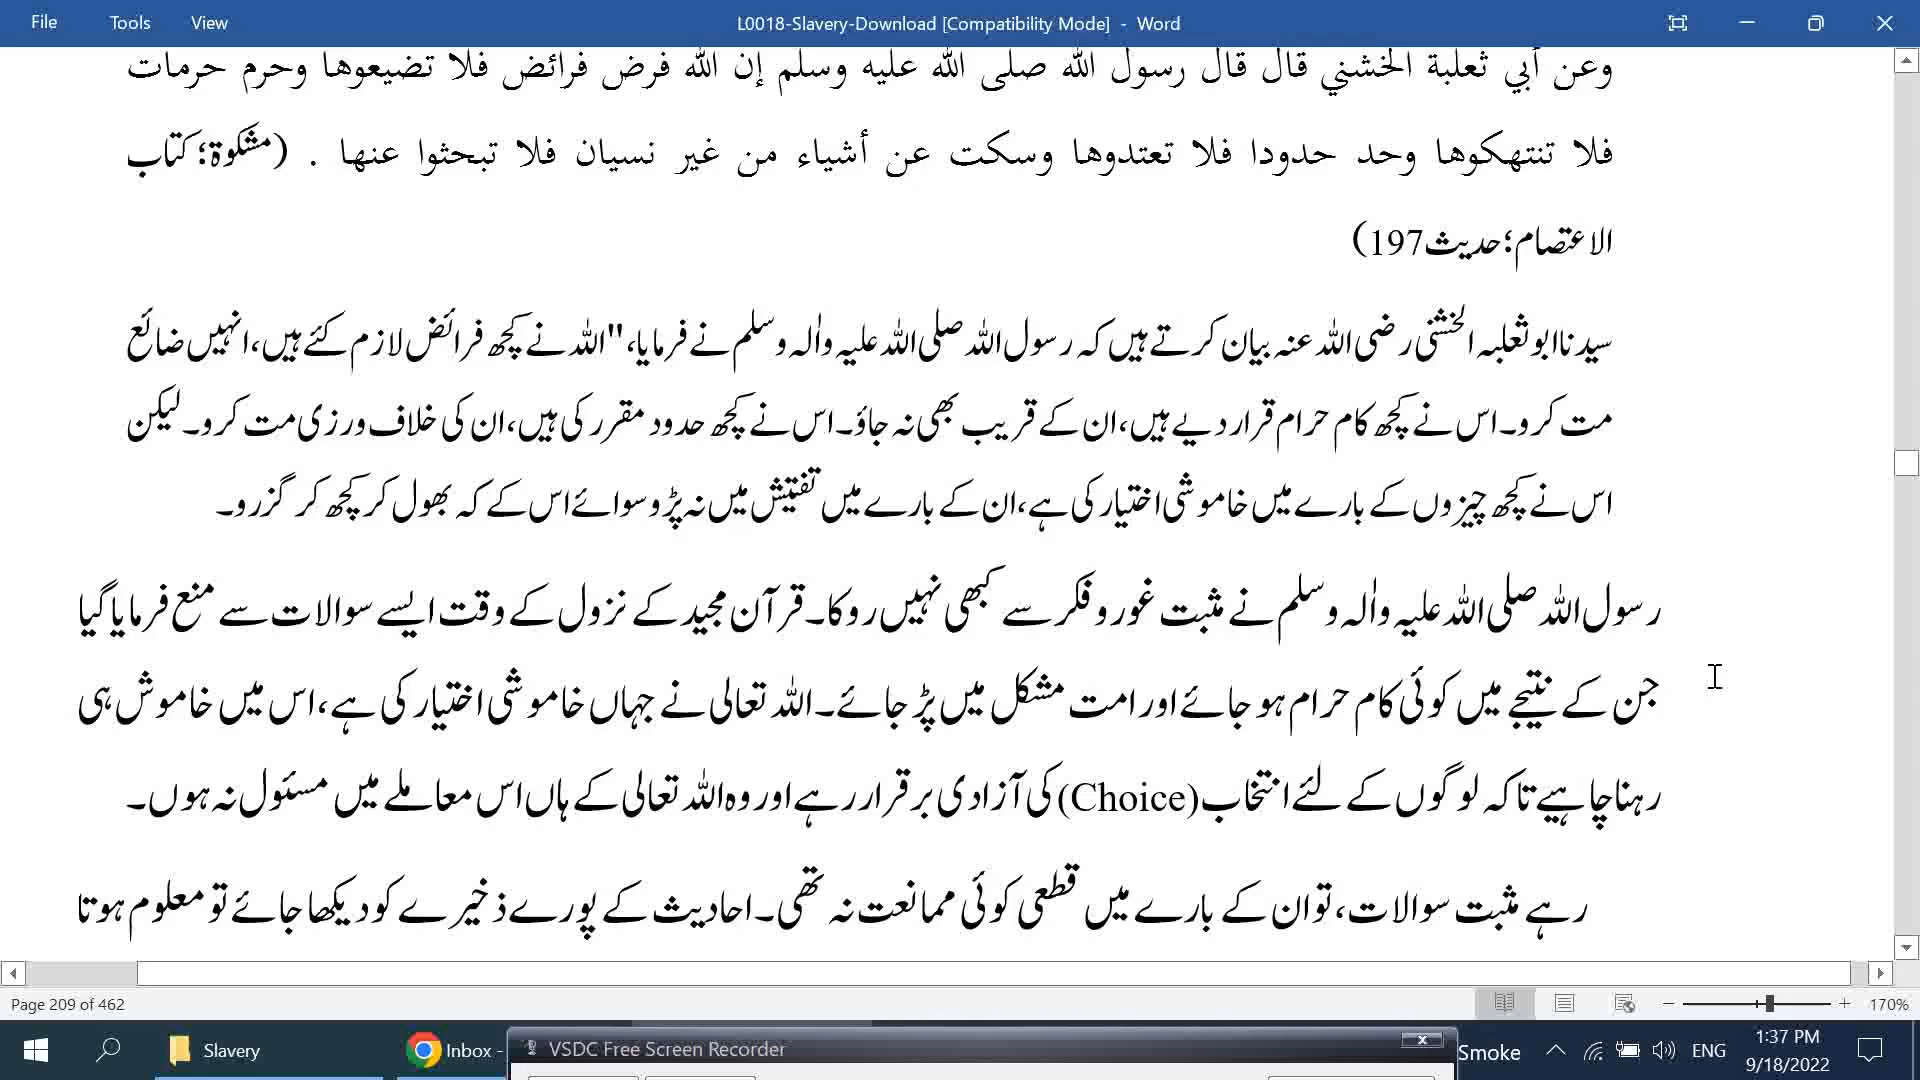 File Tools View L0018-Slavery-Download [Compatibility Mode] - Word
وعن أبي ثعلبة الخشني قال قال رسول الله صلى الله عليه وسلم إن الله فرض فرائض فلا تضيعوها وحرم حرمات
فلا تنتهكوها وحد حدودا فلا تعتدوها وسكت عن أشياء من غير نسيان فلا تبحثوا عنها . (مشکوۃ؛ کتاب
الاعتصام؛ حدیث 197)
سیدنا ابو ثعلبہ الخشنی رضی اللہ عنہ بیان کرتے ہیں کہ رسول اللہ صلی اللہ علیہ واٰلہ وسلم نے فرمایا، "اللہ نے کچھ فرائض لازم کئے ہیں، انہیں ضائع
مت کرو۔ اس نے کچھ کام حرام قرار دیے ہیں، ان کے قریب بھی نہ جاؤ۔ اس نے کچھ حدود مقرر کی ہیں، ان کی خلاف ورزی مت کرو۔ لیکن
اس نے کچھ چیزوں کے بارے میں خاموشی اختیار کی ہے، ان کے بارے میں تفتیش میں نہ پڑو سوائے اس کے کہ بھول کر کچھ کر گزرو۔
رسول اللہ صلی اللہ علیہ واٰلہ وسلم نے مثبت غور و فکر سے کبھی نہیں روکا۔ قرآن مجید کے نزول کے وقت ایسے سوالات سے منع فرمایا گیا
جن کے نتیجے میں کوئی کام حرام ہو جائے اور امت مشکل میں پڑ جائے۔ اللہ تعالی نے جہاں خاموشی اختیار کی ہے، اس میں خاموش ہی
رہنا چاہیے تاکہ لوگوں کے لئے انتخاب (Choice) کی آزادی برقرار رہے اور وہ اللہ تعالی کے ہاں اس معاملے میں مسئول نہ ہوں۔
رہے مثبت سوالات، تو ان کے بارے میں قطعی کوئی ممانعت نہ تھی۔ احادیث کے پورے ذخیرے کو دیکھا جائے تو معلوم ہوتا
Page 209 of 462 170%
Slavery Inbox - VSDC Free Screen Recorder Smoke ENG 1:37 PM
9/18/2022